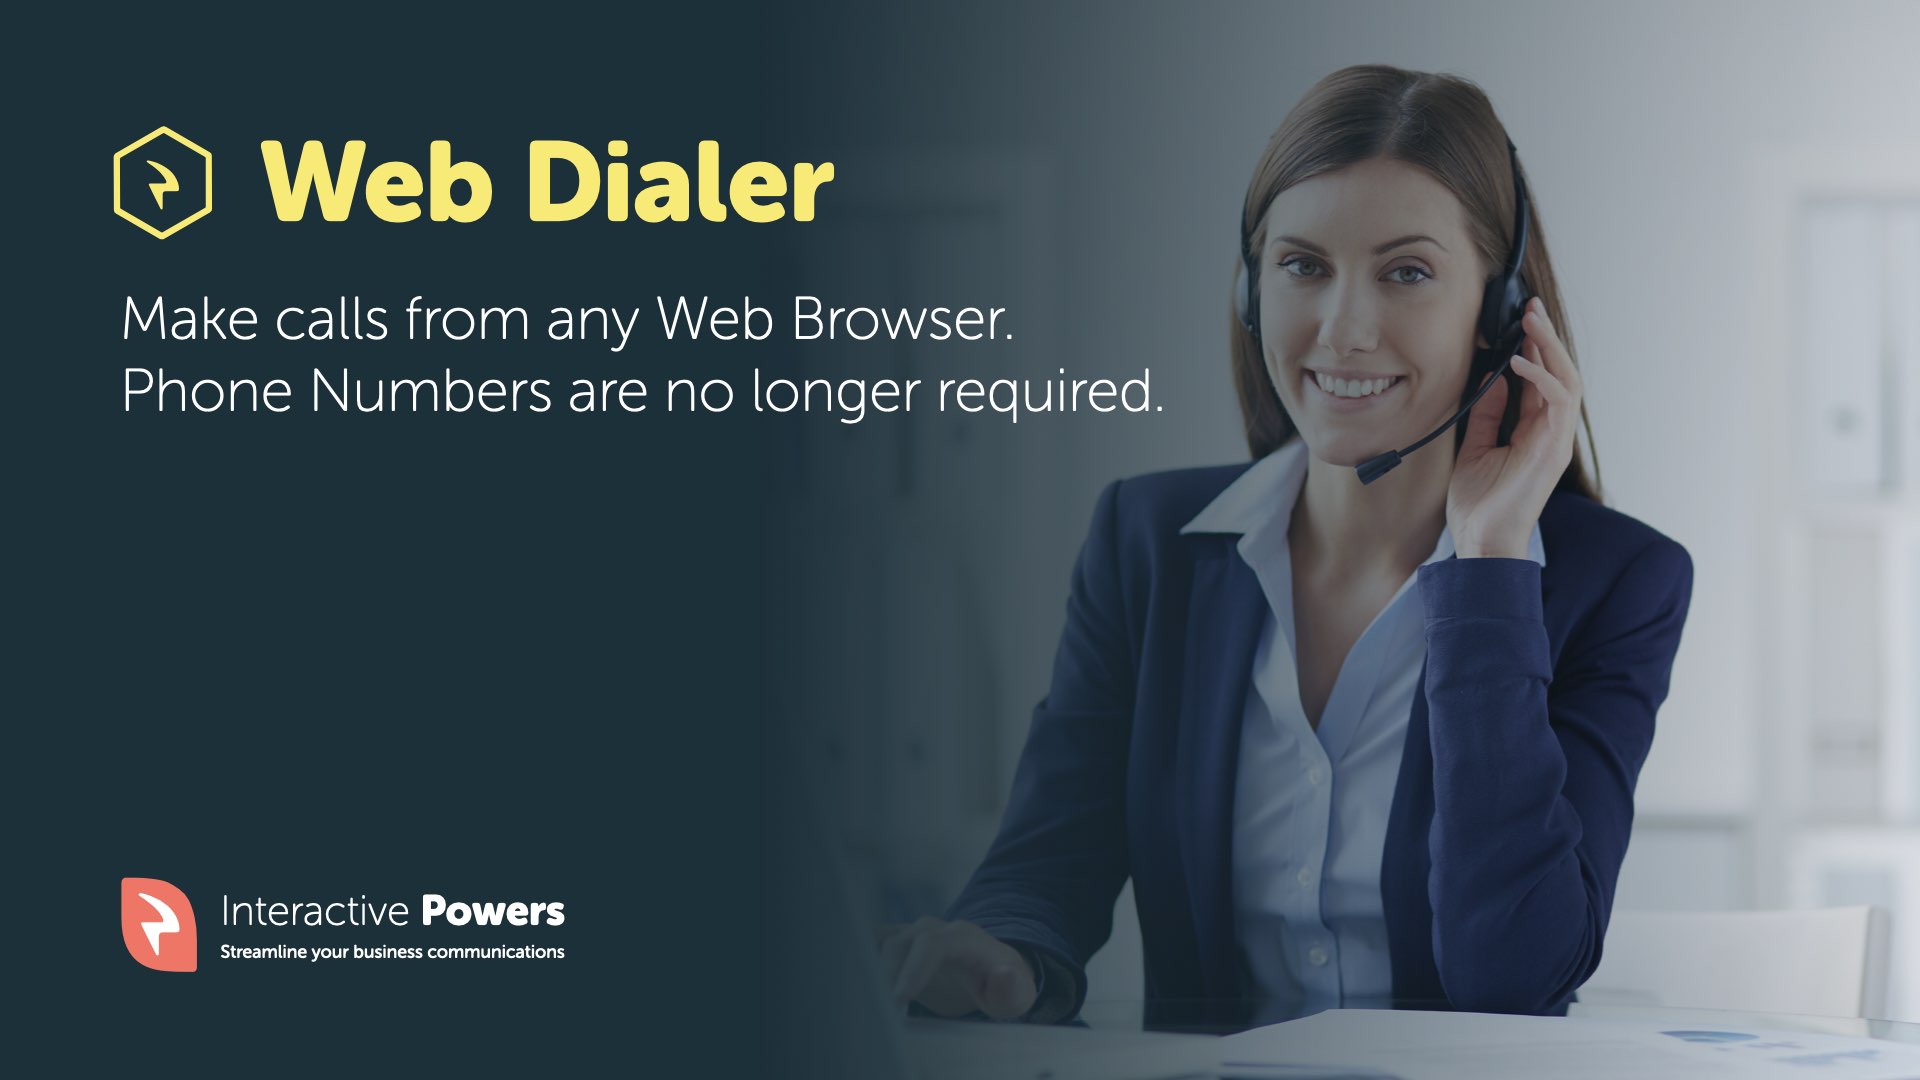 Web Dialer
Make calls from any Web Browser.
Phone Numbers are no longer required.
Interactive Powers
Streamline your business communications